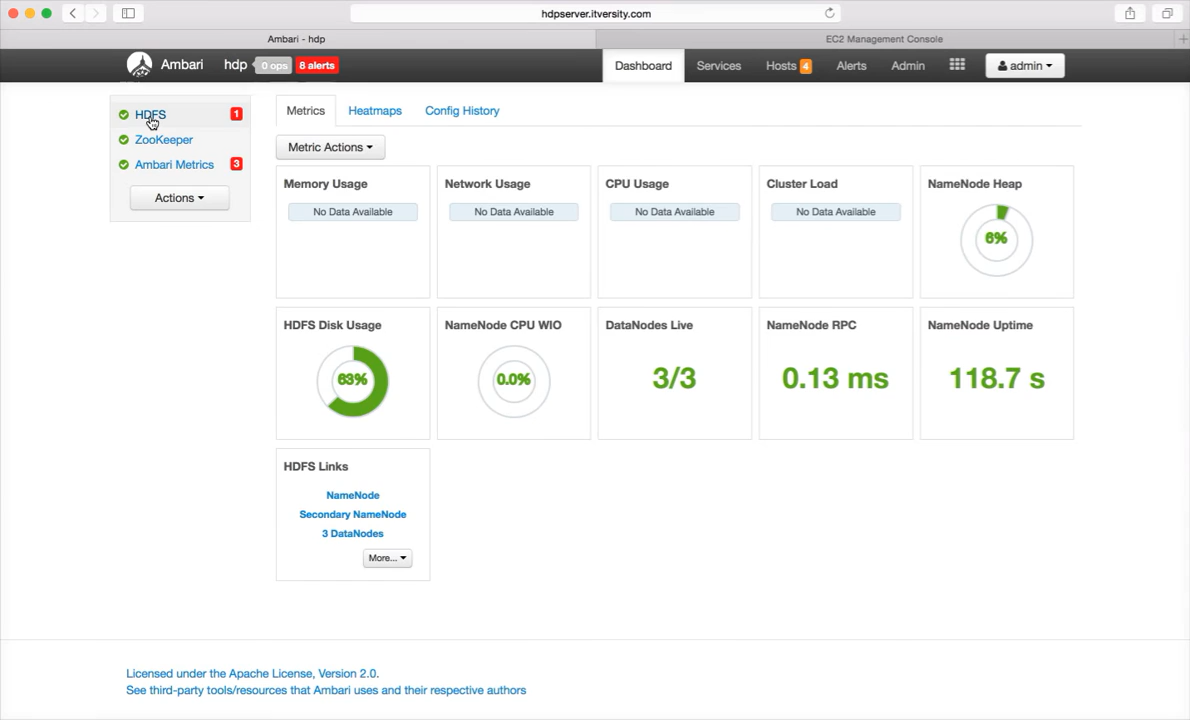 hdpserver.itversity.com
Ambari - hdp
EC2 Management Console
Ambari hdp 0 ops 8 alerts
Dashboard Services Hosts 4 Alerts Admin admin
HDFS 1
ZooKeeper
Ambari Metrics 3
Actions
Metrics Heatmaps Config History
Metric Actions
Memory Usage
No Data Available
Network Usage
No Data Available
CPU Usage
No Data Available
Cluster Load
No Data Available
NameNode Heap
6%
HDFS Disk Usage
63%
NameNode CPU WIO
0.0%
DataNodes Live
3/3
NameNode RPC
0.13 ms
NameNode Uptime
118.7 s
HDFS Links
NameNode
Secondary NameNode
3 DataNodes
More...
Licensed under the Apache License, Version 2.0.
See third-party tools/resources that Ambari uses and their respective authors